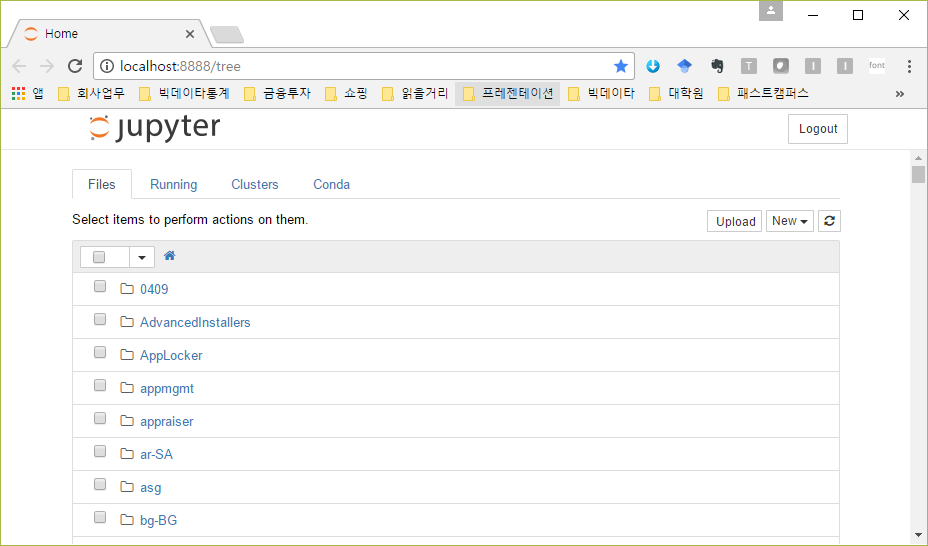 Home
localhost:8888/tree
T
I
I
font
앱 회사업무 빅데이타통계 금융투자 쇼핑 읽을거리 프레젠테이션 빅데이타 대학원 패스트캠퍼스 »
jupyter
Logout
Files Running Clusters Conda
Select items to perform actions on them.
Upload New
0409
AdvancedInstallers
AppLocker
appmgmt
appraiser
ar-SA
asg
bg-BG